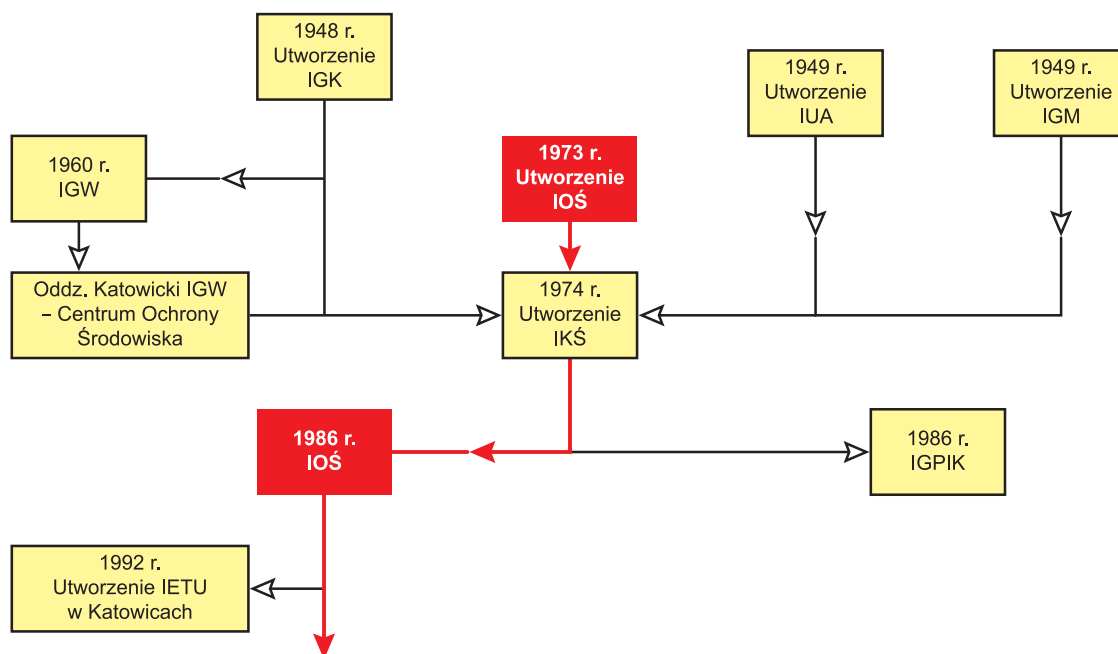 1948 r.
Utworzenie
IGK
1949 r.
Utworzenie
IUA
1949 r.
Utworzenie
IGM
1960 r.
IGW
1973 r.
Utworzenie
IOŚ
Oddz. Katowicki IGW
– Centrum Ochrony
Środowiska
1974 r.
Utworzenie
IKŚ
1986 r.
IOŚ
1986 r.
IGPIK
1992 r.
Utworzenie IETU
w Katowicach